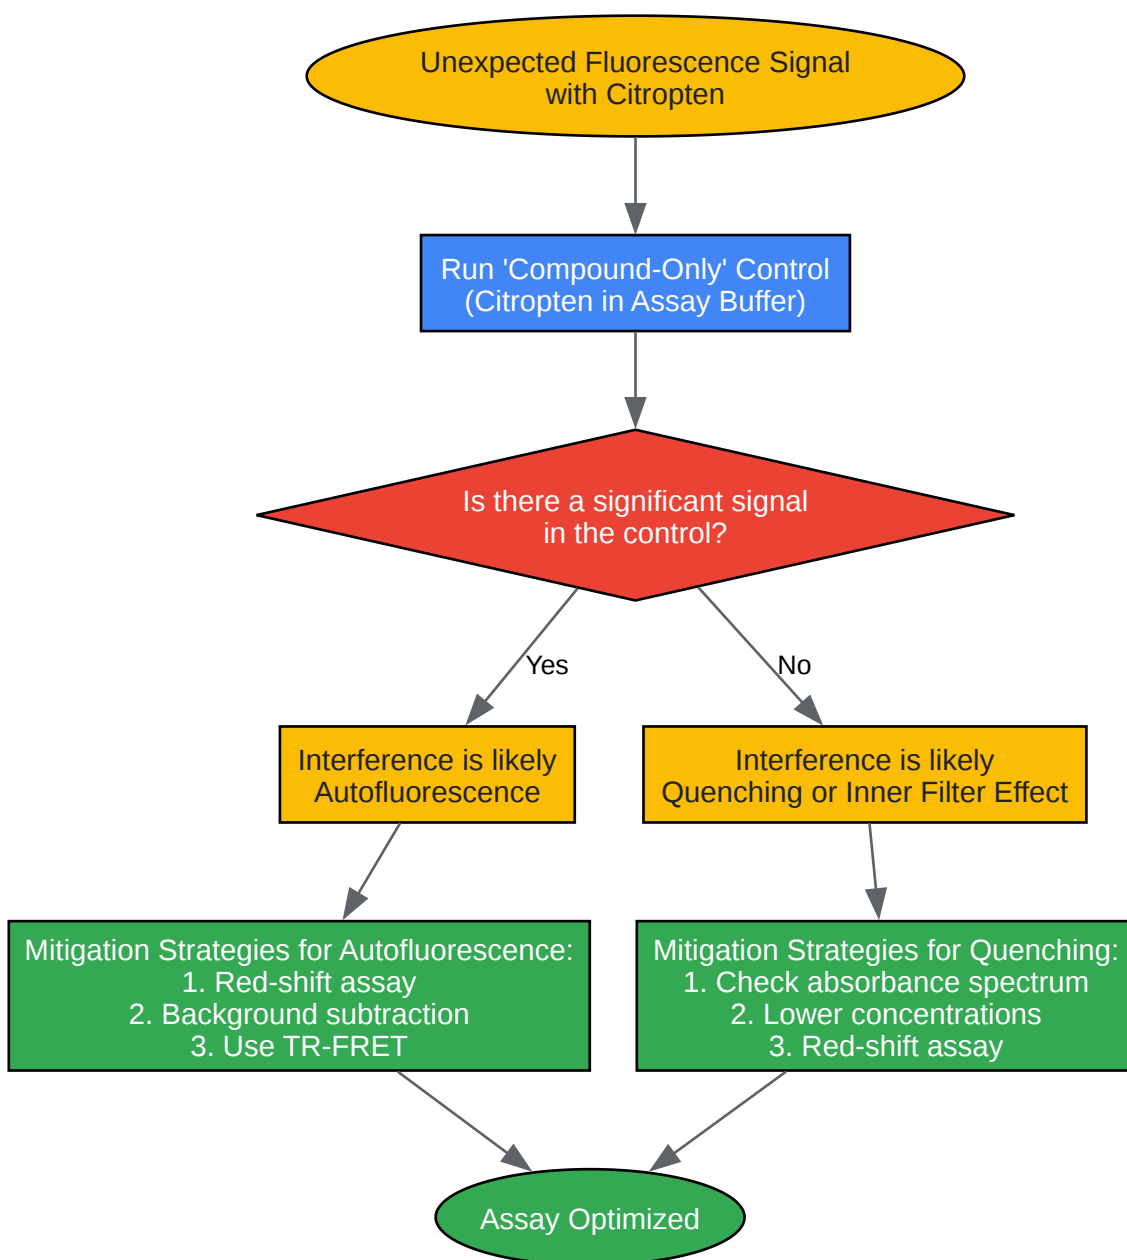 Unexpected Fluorescence Signal
with Citropten
Run 'Compound-Only' Control
(Citropten in Assay Buffer)
Is there a significant signal
in the control?
Yes
No
Interference is likely
Autofluorescence
Interference is likely
Quenching or Inner Filter Effect
Mitigation Strategies for Autofluorescence:
1. Red-shift assay
2. Background subtraction
3. Use TR-FRET
Mitigation Strategies for Quenching:
1. Check absorbance spectrum
2. Lower concentrations
3. Red-shift assay
Assay Optimized